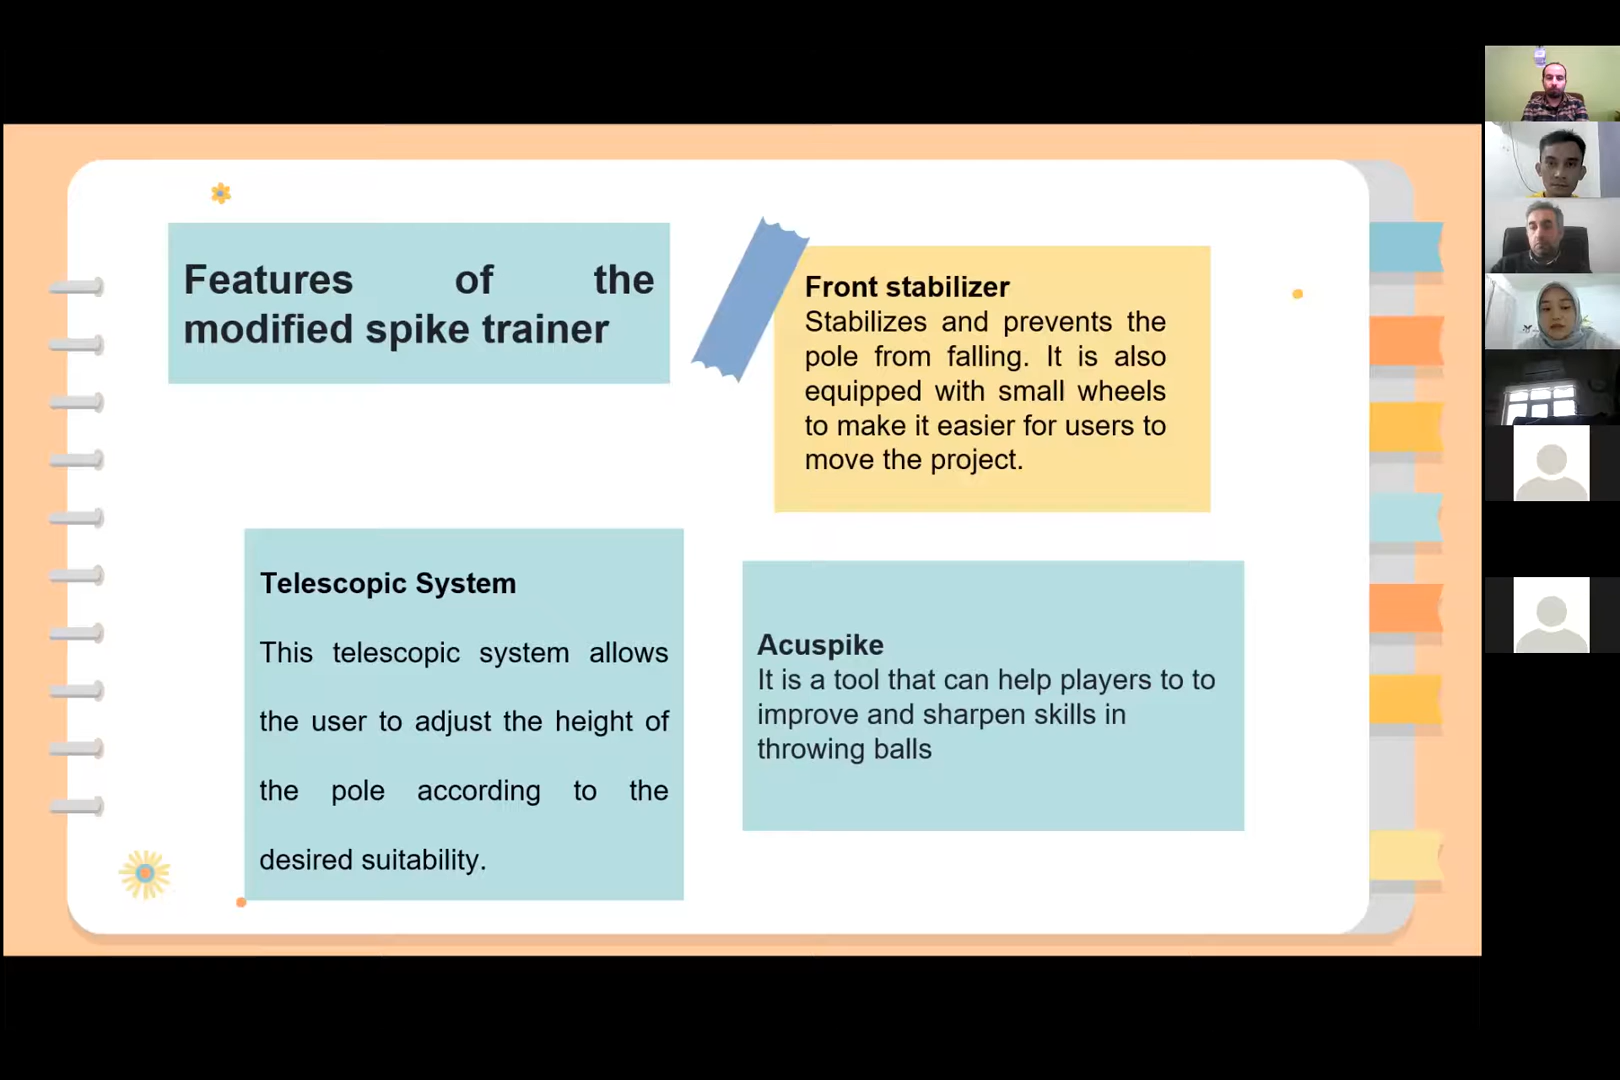 Features of the
modified spike trainer
Front stabilizer
Stabilizes and prevents the
pole from falling. It is also
equipped with small wheels
to make it easier for users to
move the project.
Telescopic System
This telescopic system allows
the user to adjust the height of
the pole according to the
desired suitability.
Acuspike
It is a tool that can help players to to
improve and sharpen skills in
throwing balls